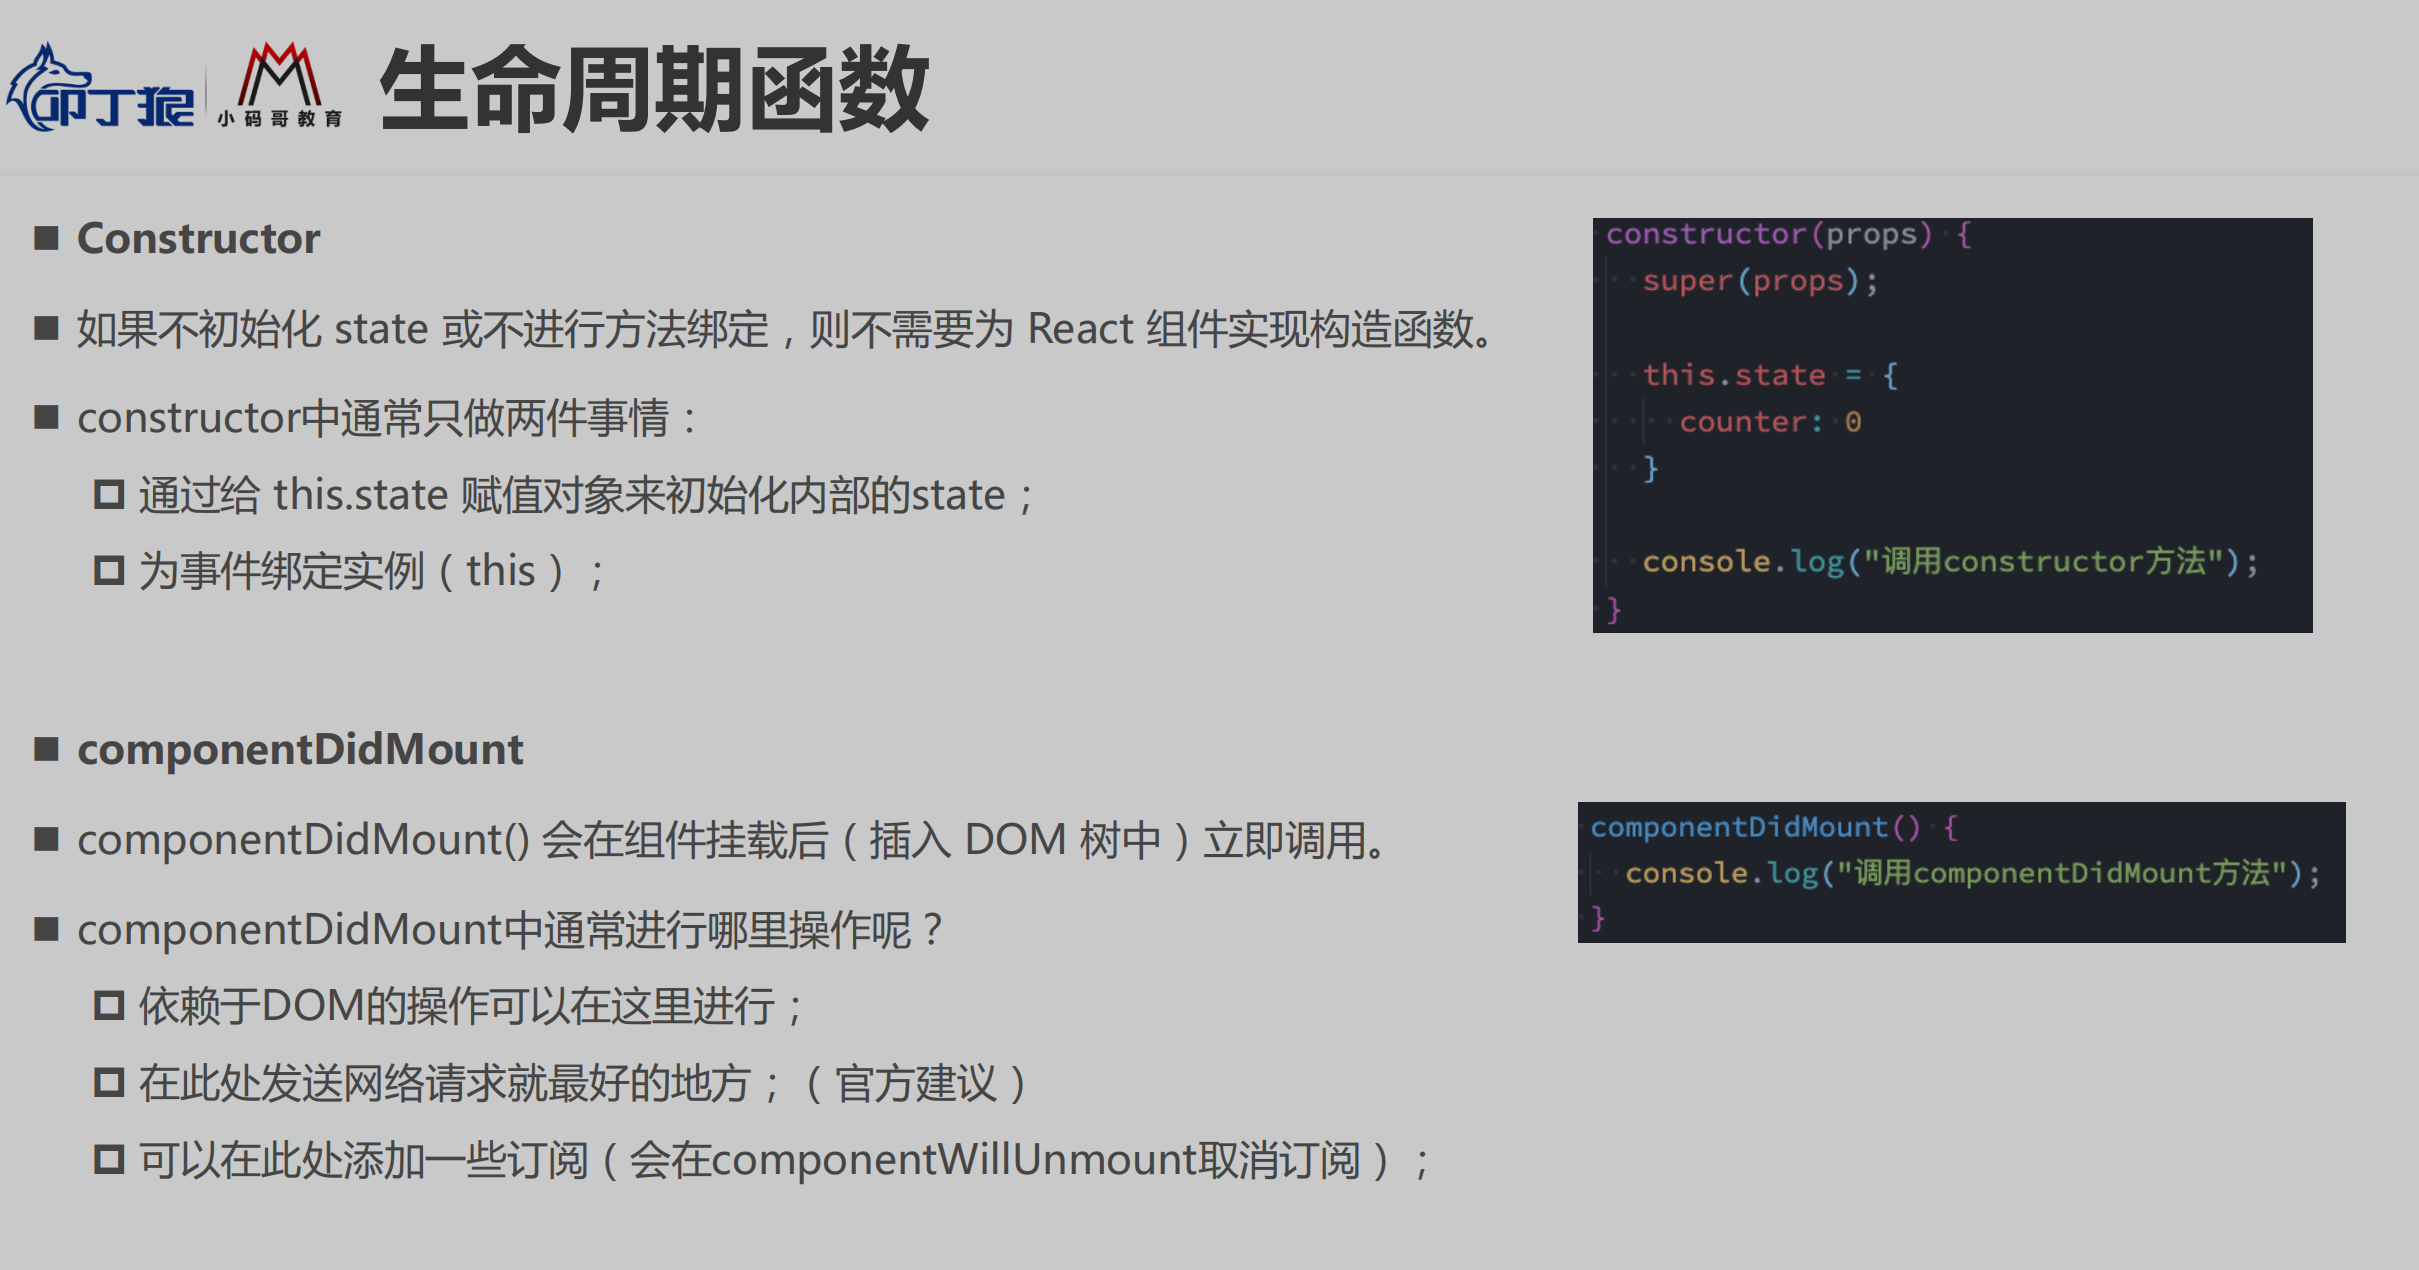 叩丁狼
小码哥教育
生命周期函数
Constructor
如果不初始化 state 或不进行方法绑定，则不需要为 React 组件实现构造函数。
constructor中通常只做两件事情：
通过给 this.state 赋值对象来初始化内部的state；
为事件绑定实例（this）；
constructor(props) {
super(props);
this.state = {
counter: 0
}
console.log("调用constructor方法");
}
componentDidMount
componentDidMount() 会在组件挂载后（插入 DOM 树中）立即调用。
componentDidMount中通常进行哪里操作呢？
依赖于DOM的操作可以在这里进行；
在此处发送网络请求就最好的地方；（官方建议）
可以在此处添加一些订阅（会在componentWillUnmount取消订阅）；
componentDidMount() {
console.log("调用componentDidMount方法");
}